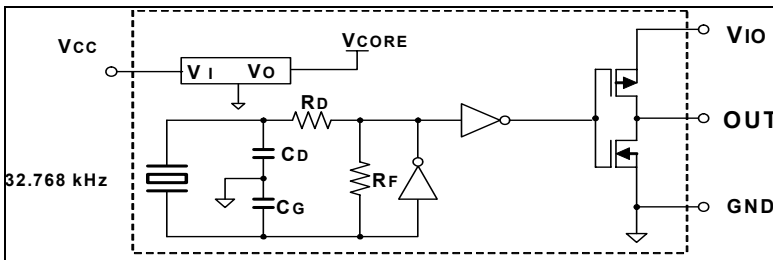 VCC
VI VO
VCORE
VIO
RD
OUT
CD
32.768 kHz
RF
CG
GND